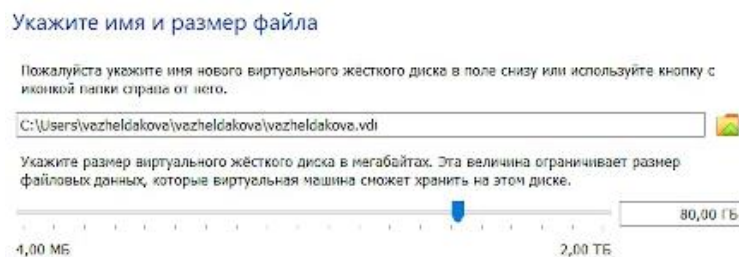 Укажите имя и размер файла
Пожалуйста укажите имя нового виртуального жесткого диска в поле снизу или используйте кнопку с
иконкой папки справа от него.
C:\Users\vazheldakova\vazheldakova\vazheldakova.vdi
Укажите размер виртуального жёсткого диска в мегабайтах. Эта величина ограничивает размер
файловых данных, которые виртуальная машина сможет хранить на этом диске.
80,00 ГБ
4,00 МБ 2,00 ТБ